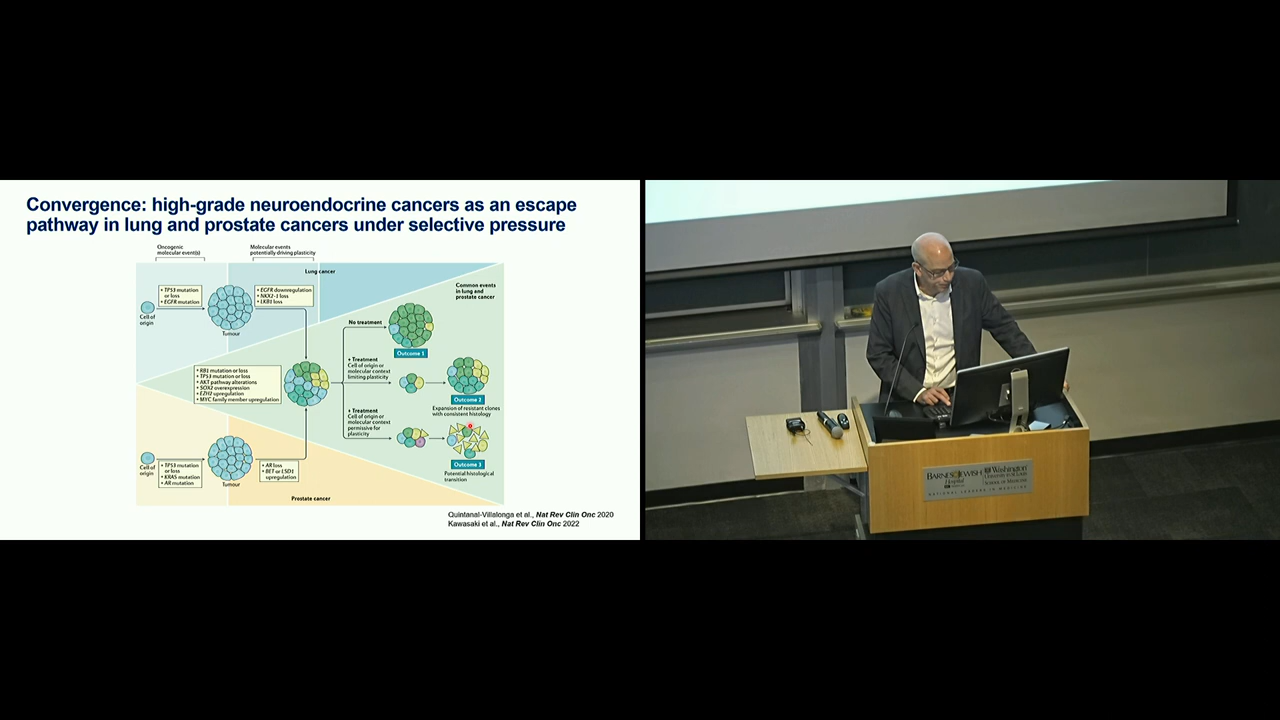 Convergence: high-grade neuroendocrine cancers as an escape
pathway in lung and prostate cancers under selective pressure
Oncogenic
molecular event(s)
Molecular events
potentially driving plasticity
Lung cancer
Common events
in lung and
prostate cancer
• TP53 mutation
or loss
• EGFR mutation
• EGFR downregulation
• NKX2-1 loss
• LKB1 loss
Cell of
origin
Tumour
No treatment
Outcome 1
• RB1 mutation or loss
• TP53 mutation or loss
• AKT pathway alterations
• SOX2 overexpression
• EZH2 upregulation
• MYC family member upregulation
+ Treatment
Cell of origin or
molecular context
limiting plasticity
Outcome 2
Expansion of resistant clones
with consistent histology
+ Treatment
Cell of origin or
molecular context
permissive for
plasticity
Outcome 3
Potential histological
transition
Cell of
origin
• TP53 mutation
or loss
• KRAS mutation
• AR mutation
Tumour
• AR loss
• BET or LSD1
upregulation
Prostate cancer
Quintanal-Villalonga et al., Nat Rev Clin Onc 2020
Kawasaki et al., Nat Rev Clin Onc 2022
BARNES JEWISH
Hospital
Washington
University in St. Louis
SCHOOL OF MEDICINE
NATIONAL LEADERS IN MEDICINE